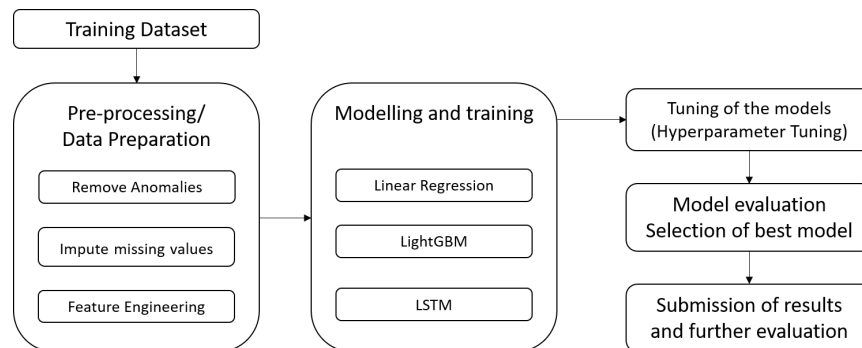 Training Dataset
Pre-processing/
Data Preparation
Remove Anomalies
Impute missing values
Feature Engineering
Modelling and training
Linear Regression
LightGBM
LSTM
Tuning of the models
(Hyperparameter Tuning)
Model evaluation
Selection of best model
Submission of results
and further evaluation